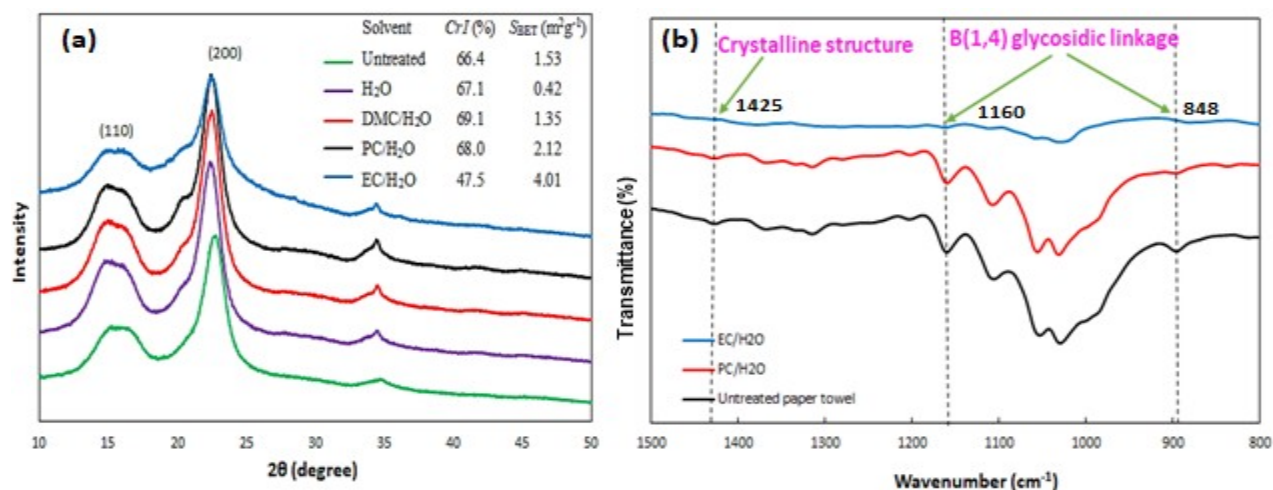 (a)
(110)
(200)
Solvent CrI (%) SBET (m²g⁻¹)
Untreated 66.4 1.53
H2O 67.1 0.42
DMC/H2O 69.1 1.35
PC/H2O 68.0 2.12
EC/H2O 47.5 4.01
Intensity
10 15 20 25 30 35 40 45 50
2θ (degree)
(b)
Crystalline structure
B(1,4) glycosidic linkage
1425
1160
848
Transmittance (%)
EC/H2O
PC/H2O
Untreated paper towel
1500 1400 1300 1200 1100 1000 900 800
Wavenumber (cm⁻¹)